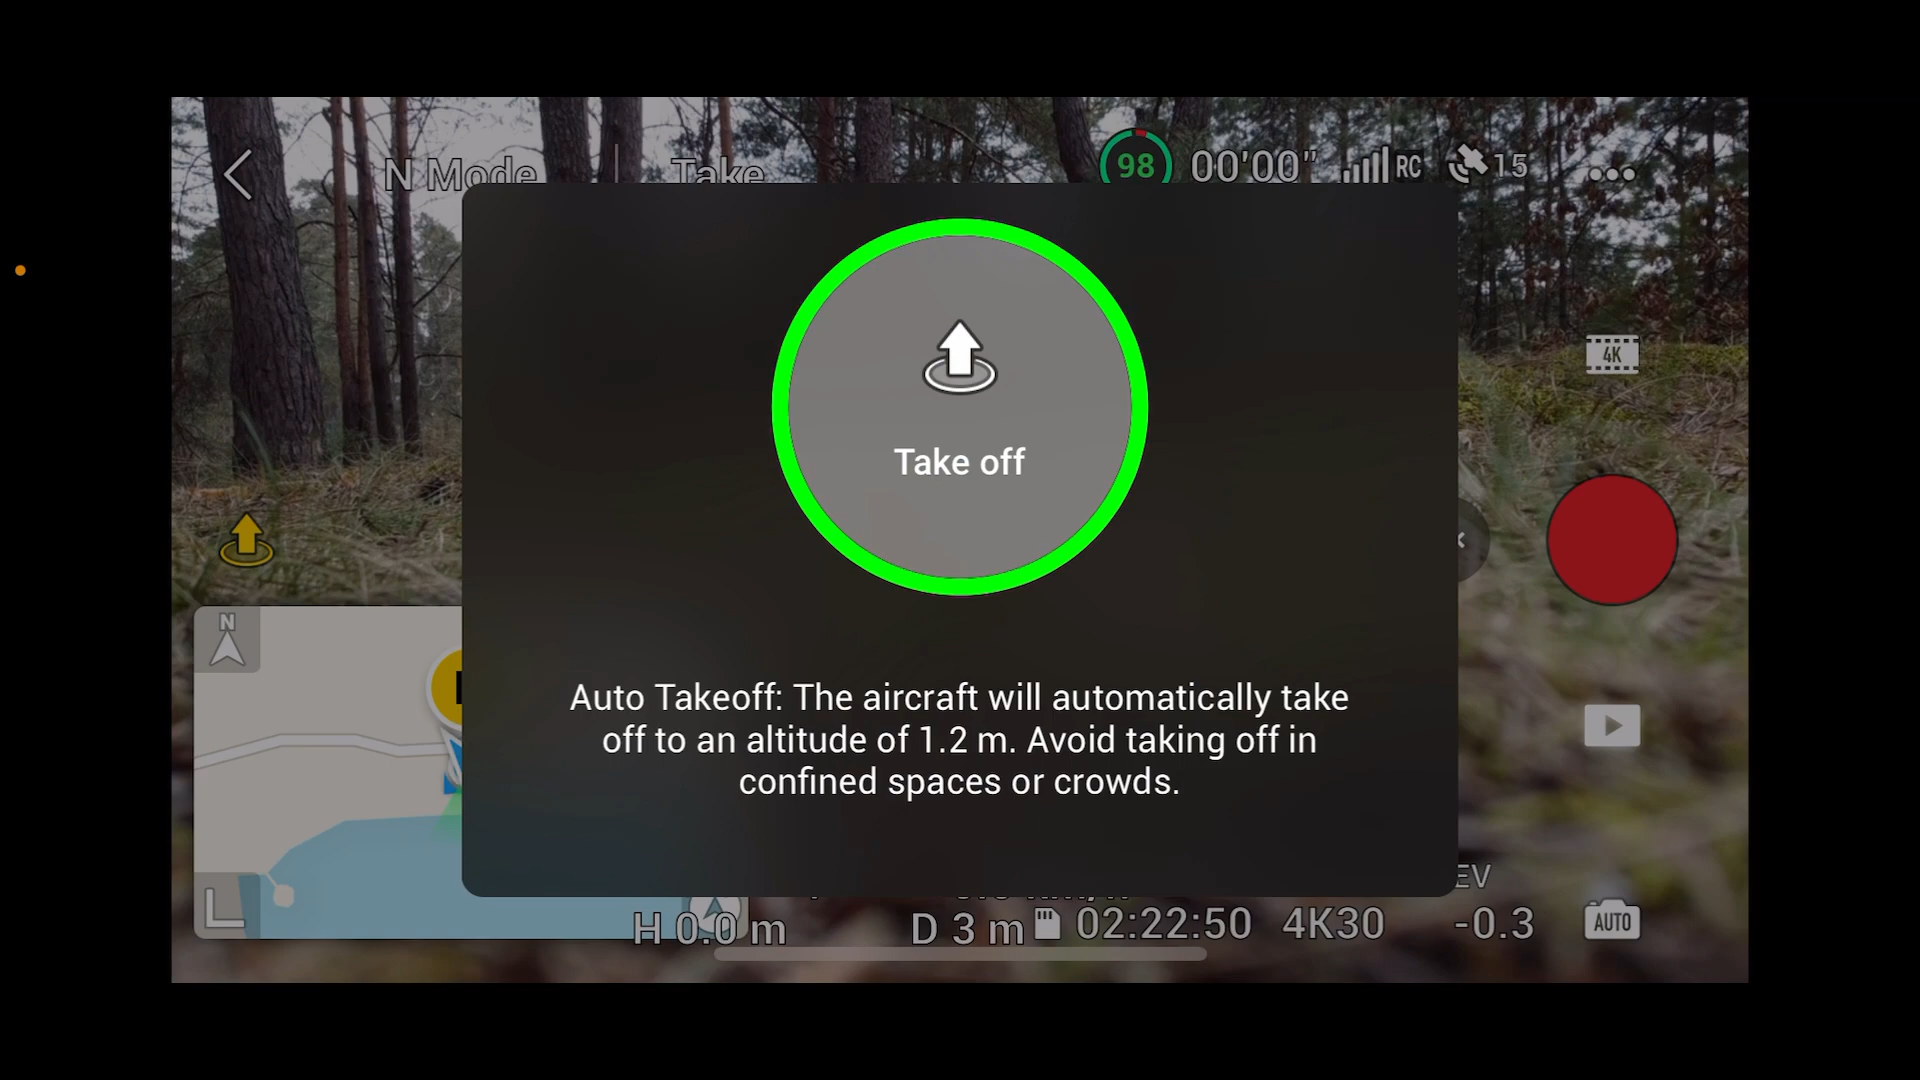 N Mode | Take
98 00'00" RC 15
4K
Take off
N
Auto Takeoff: The aircraft will automatically take
off to an altitude of 1.2 m. Avoid taking off in
confined spaces or crowds.
EV
H 0.0 m D 3 m 02:22:50 4K30 -0.3 AUTO